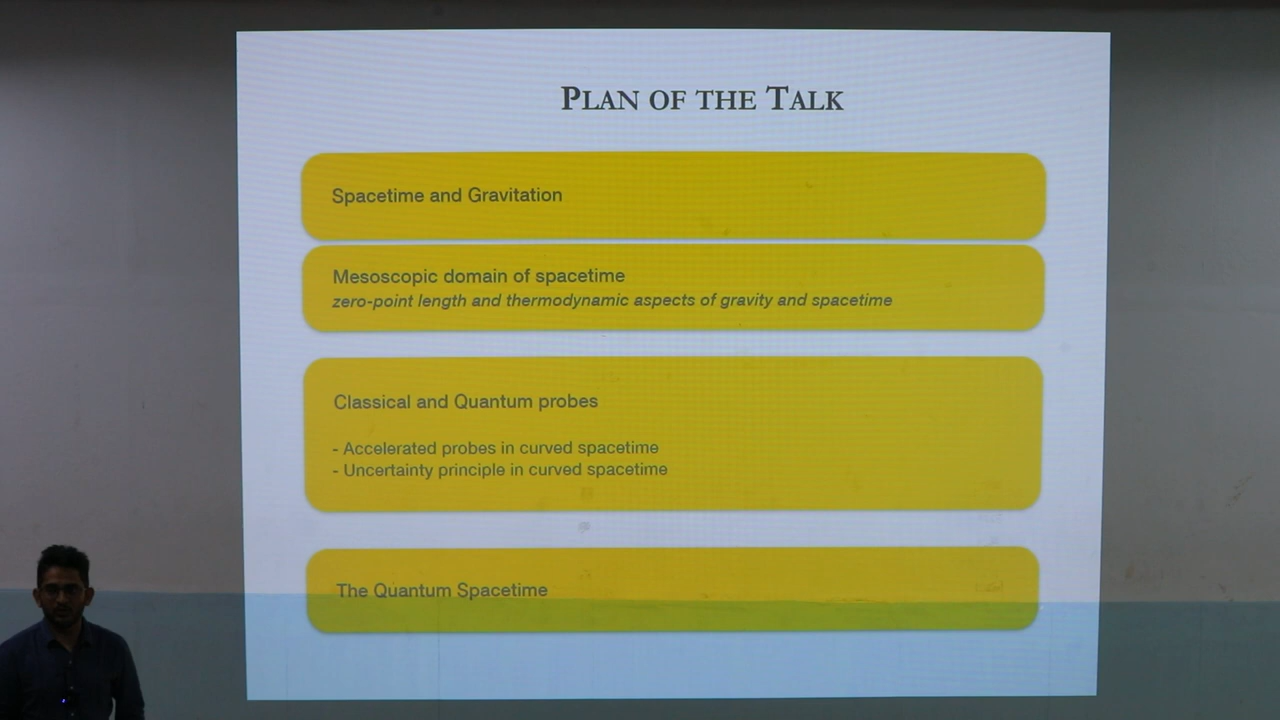 PLAN OF THE TALK
Spacetime and Gravitation
Mesoscopic domain of spacetime
zero-point length and thermodynamic aspects of gravity and spacetime
Classical and Quantum probes
- Accelerated probes in curved spacetime
- Uncertainty principle in curved spacetime
The Quantum Spacetime